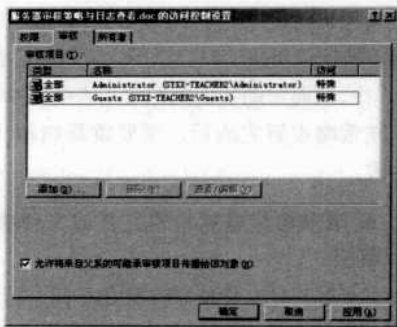 服务器审核策略与日志查看.doc 的访问控制设置
权限 审核 所有者
审核项目(T):
类型 名称 访问
全部 Administrator (STXX-TEACHER2\Administrator) 特殊
全部 Guests (STXX-TEACHER2\Guests) 特殊
添加(D)... 删除(R) 查看/编辑(V)...
允许将来自父系的可继承审核项目传播给该对象(W)
确定 取消 应用(A)